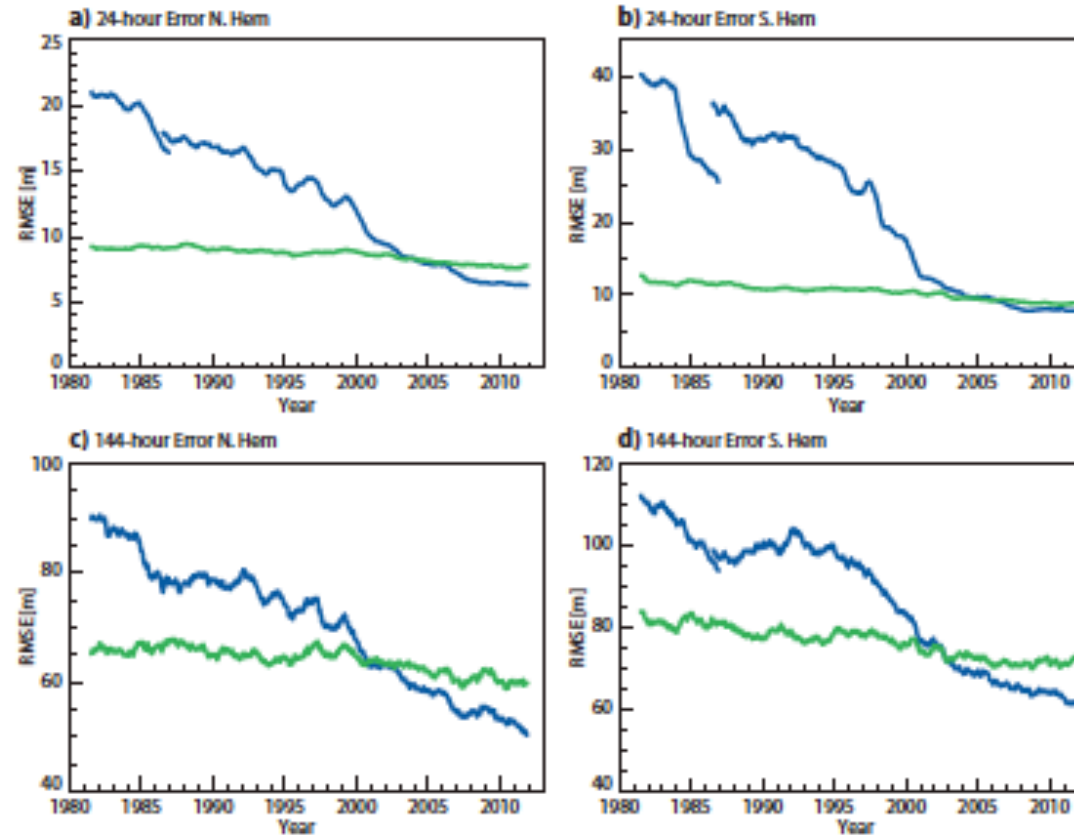 a) 24-hour Error N. Hem
25
20
15
10
5
0
RMSE [m]
1980 1985 1990 1995 2000 2005 2010
Year
b) 24-hour Error S. Hem
40
30
20
10
0
RMSE [m]
1980 1985 1990 1995 2000 2005 2010
Year
c) 144-hour Error N. Hem
100
80
60
40
RMSE [m]
1980 1985 1990 1995 2000 2005 2010
Year
d) 144-hour Error S. Hem
120
100
80
60
40
RMSE [m]
1980 1985 1990 1995 2000 2005 2010
Year